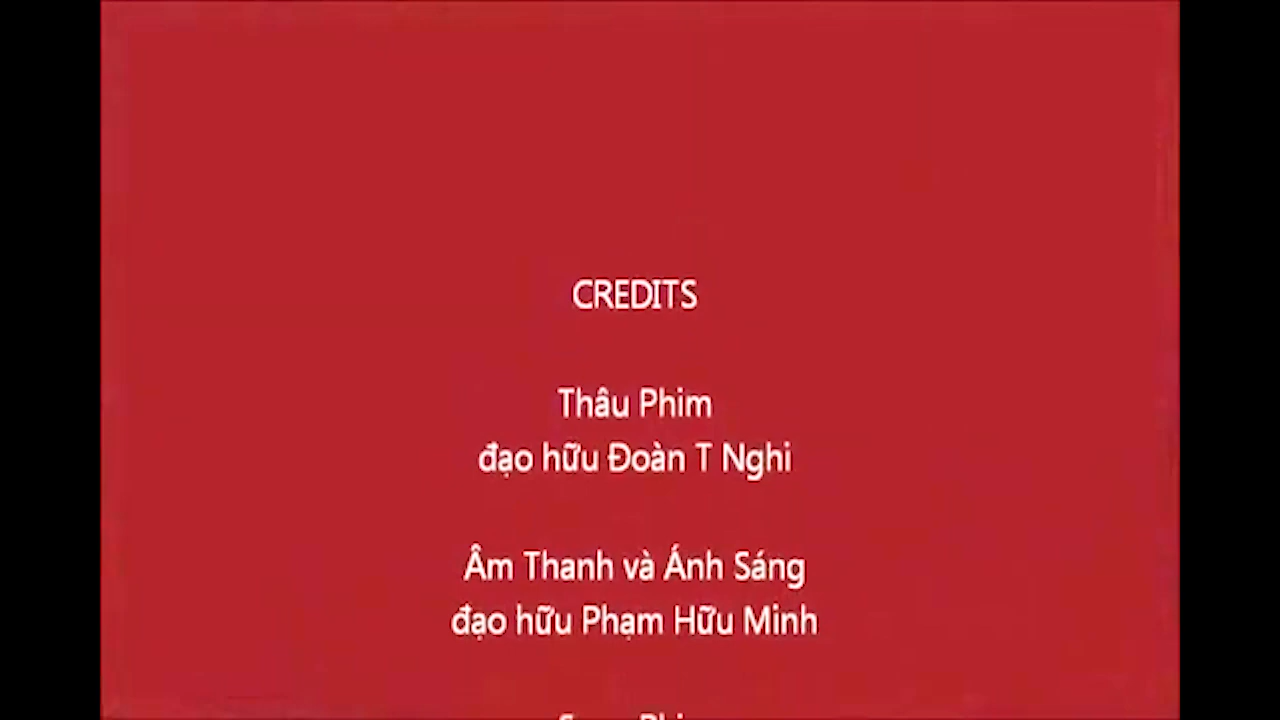 CREDITS
Thâu Phim
đạo hữu Đoàn T Nghi
Âm Thanh và Ánh Sáng
đạo hữu Phạm Hữu Minh